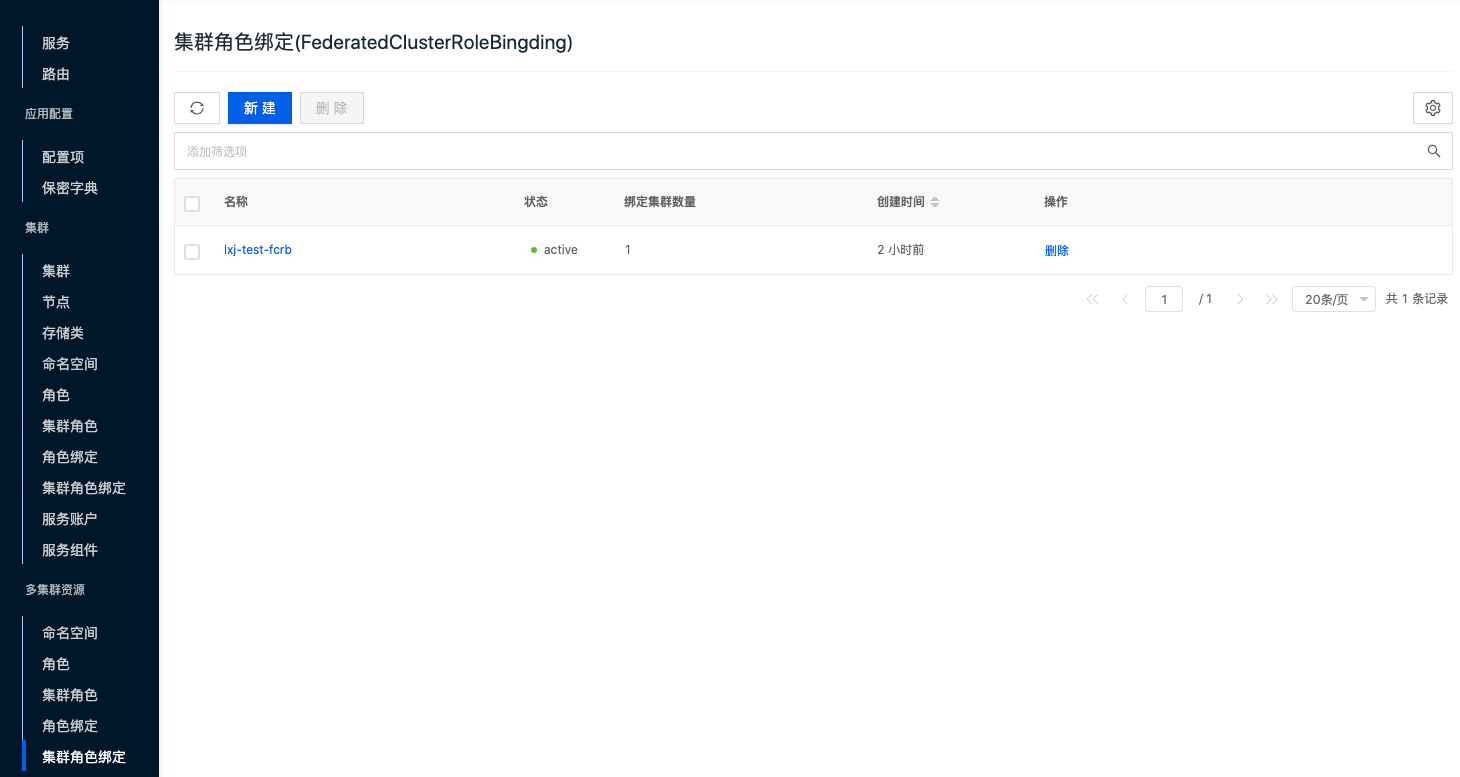 服务
路由
应用配置
配置项
保密字典
集群
集群
节点
存储类
命名空间
角色
集群角色
角色绑定
集群角色绑定
服务账户
服务组件
多集群资源
命名空间
角色
集群角色
角色绑定
集群角色绑定
集群角色绑定(FederatedClusterRoleBingding)
新 建 删 除
添加筛选项
名称 状态 绑定集群数量 创建时间 操作
lxj-test-fcrb active 1 2 小时前 删除
1 / 1 20条/页 共 1 条记录